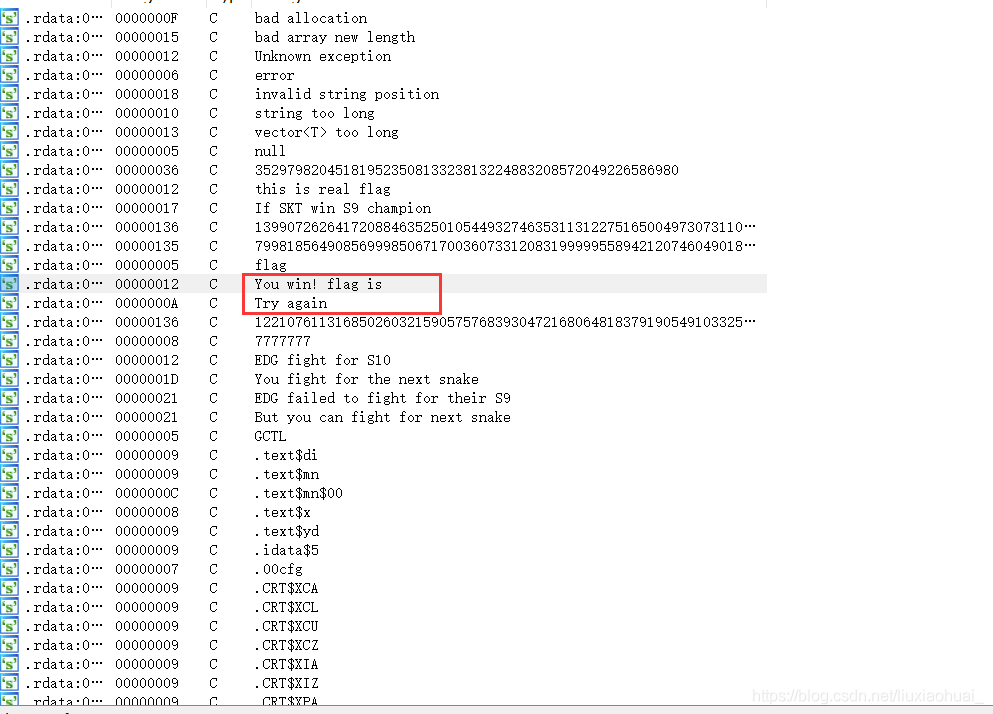 .rdata:0… 0000000F C bad allocation
.rdata:0… 00000015 C bad array new length
.rdata:0… 00000012 C Unknown exception
.rdata:0… 00000006 C error
.rdata:0… 00000018 C invalid string position
.rdata:0… 00000010 C string too long
.rdata:0… 00000013 C vector<T> too long
.rdata:0… 00000005 C null
.rdata:0… 00000036 C 35297982045181952350813323813224883208572049226586980
.rdata:0… 00000012 C this is real flag
.rdata:0… 00000017 C If SKT win S9 champion
.rdata:0… 00000136 C 1399072626417208846352501054493274635311312275165004973073110…
.rdata:0… 00000135 C 7998185649085699985067170036073312083199999558942120746049018…
.rdata:0… 00000005 C flag
.rdata:0… 00000012 C You win! flag is
.rdata:0… 0000000A C Try again
.rdata:0… 00000136 C 1221076113168502603215905757683930472168064818379190549103325…
.rdata:0… 00000008 C 7777777
.rdata:0… 00000012 C EDG fight for S10
.rdata:0… 0000001D C You fight for the next snake
.rdata:0… 00000021 C EDG failed to fight for their S9
.rdata:0… 00000021 C But you can fight for next snake
.rdata:0… 00000005 C GCTL
.rdata:0… 00000009 C .text$di
.rdata:0… 00000009 C .text$mn
.rdata:0… 0000000C C .text$mn$00
.rdata:0… 00000008 C .text$x
.rdata:0… 00000009 C .text$yd
.rdata:0… 00000009 C .idata$5
.rdata:0… 00000007 C .00cfg
.rdata:0… 00000009 C .CRT$XCA
.rdata:0… 00000009 C .CRT$XCL
.rdata:0… 00000009 C .CRT$XCU
.rdata:0… 00000009 C .CRT$XCZ
.rdata:0… 00000009 C .CRT$XIA
.rdata:0… 00000009 C .CRT$XIZ
.rdata:0… 00000009 C .CRT$XPA
https://blog.csdn.net/liuxiaohuai_